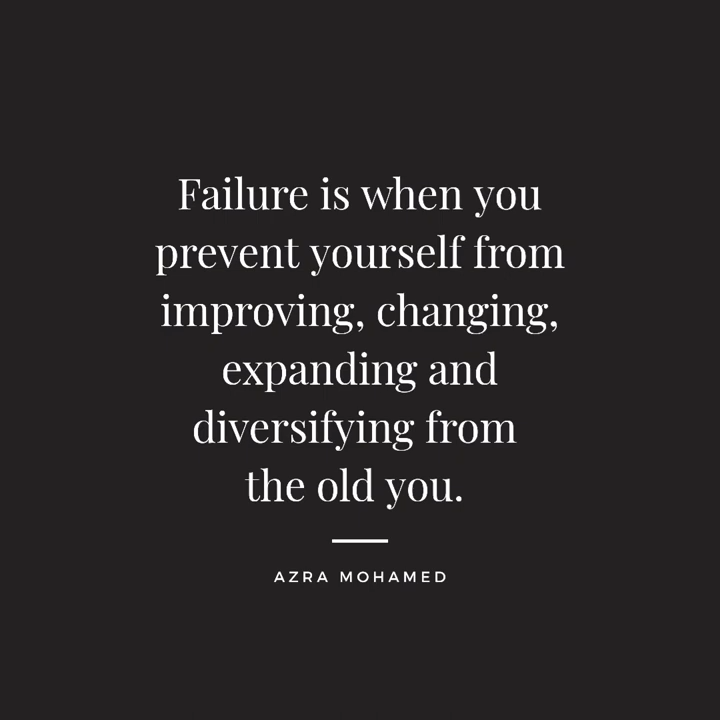 Failure is when you
prevent yourself from
improving, changing,
expanding and
diversifying from
the old you.
AZRA MOHAMED